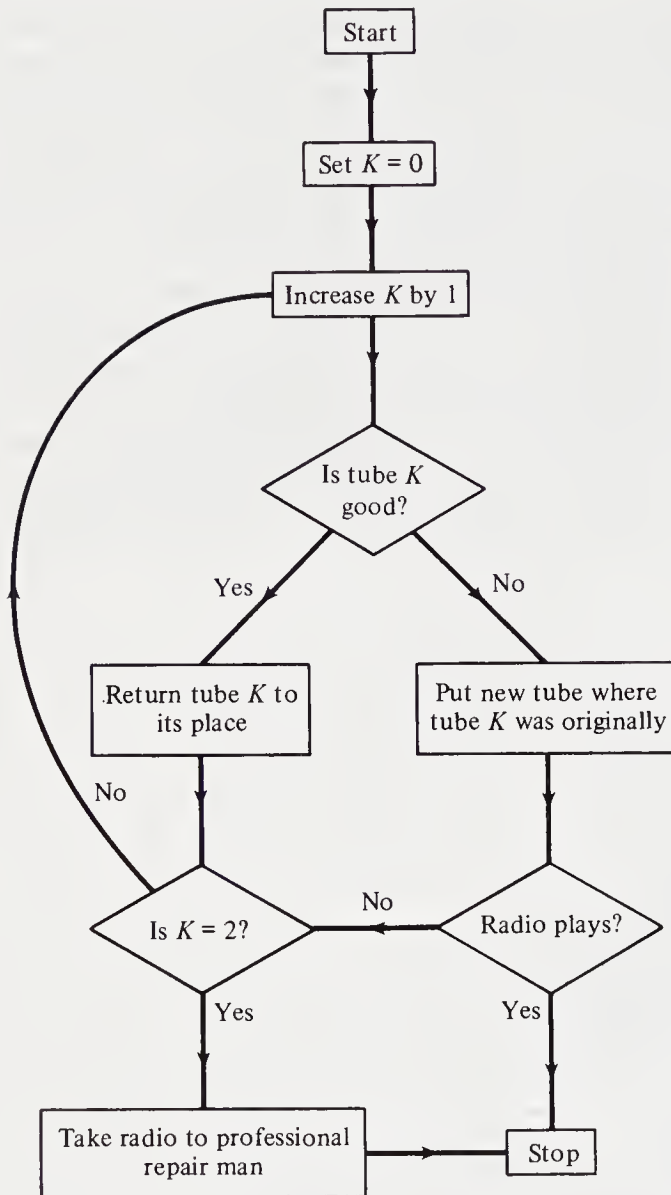 Start
Set K = 0
Increase K by 1
Is tube K
good?
Yes
No
Return tube K to
its place
Put new tube where
tube K was originally
No
Is K = 2?
No
Radio plays?
Yes
Yes
Take radio to professional
repair man
Stop